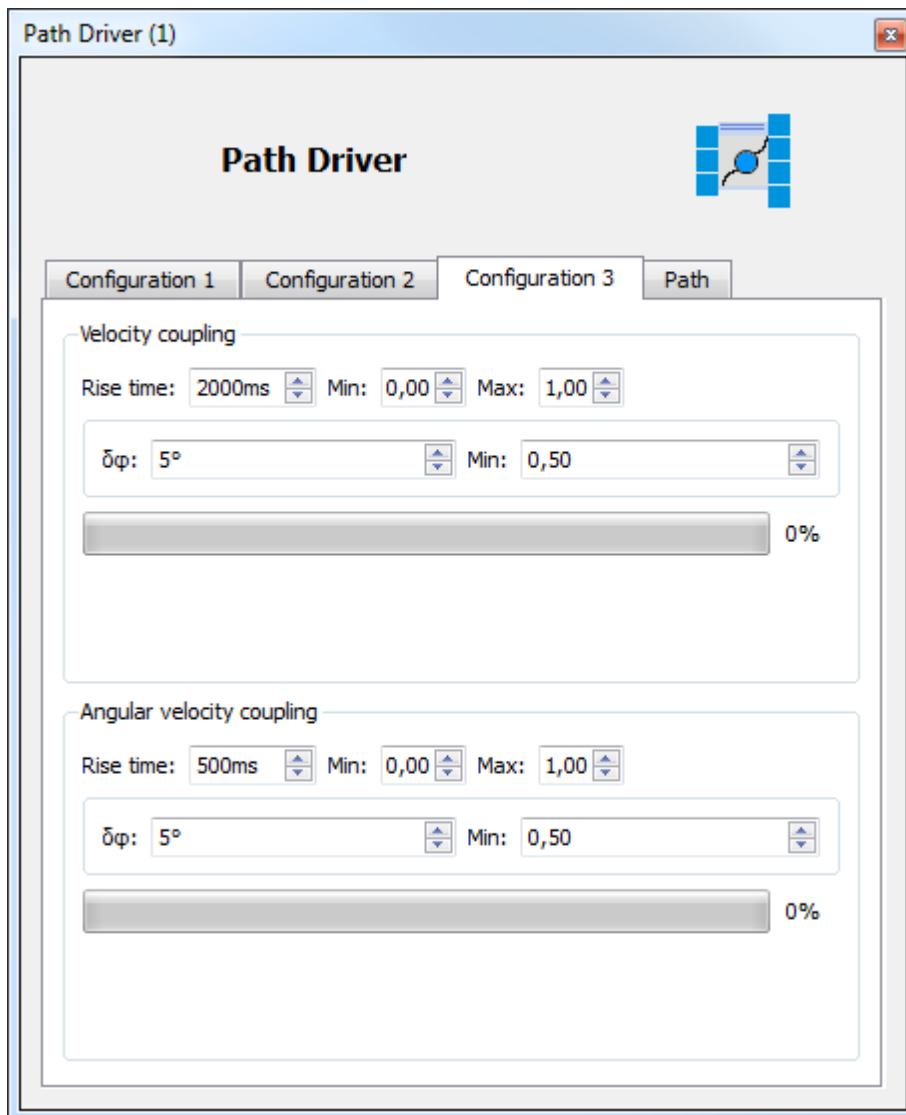 Path Driver (1)
Path Driver
Configuration 1 Configuration 2 Configuration 3 Path
Velocity coupling
Rise time: 2000ms Min: 0,00 Max: 1,00
δφ: 5° Min: 0,50
0%
Angular velocity coupling
Rise time: 500ms Min: 0,00 Max: 1,00
δφ: 5° Min: 0,50
0%